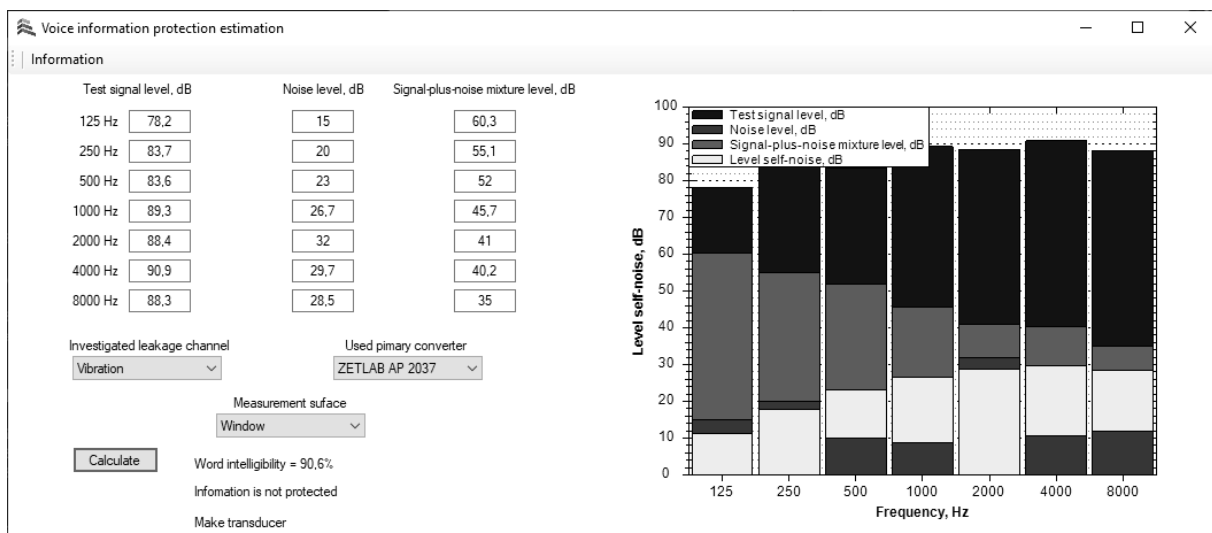 Voice information protection estimation
Information
Test signal level, dB Noise level, dB Signal-plus-noise mixture level, dB
125 Hz 78,2 15 60,3
250 Hz 83,7 20 55,1
500 Hz 83,6 23 52
1000 Hz 89,3 26,7 45,7
2000 Hz 88,4 32 41
4000 Hz 90,9 29,7 40,2
8000 Hz 88,3 28,5 35
Investigated leakage channel Used pimary converter
Vibration ZETLAB AP 2037
Measurement suface
Window
Calculate Word intelligibility = 90,6%
Infomation is not protected
Make transducer
Test signal level, dB
Noise level, dB
Signal-plus-noise mixture level, dB
Level self-noise, dB
Level self-noise, dB
100
90
80
70
60
50
40
30
20
10
0
125 250 500 1000 2000 4000 8000
Frequency, Hz